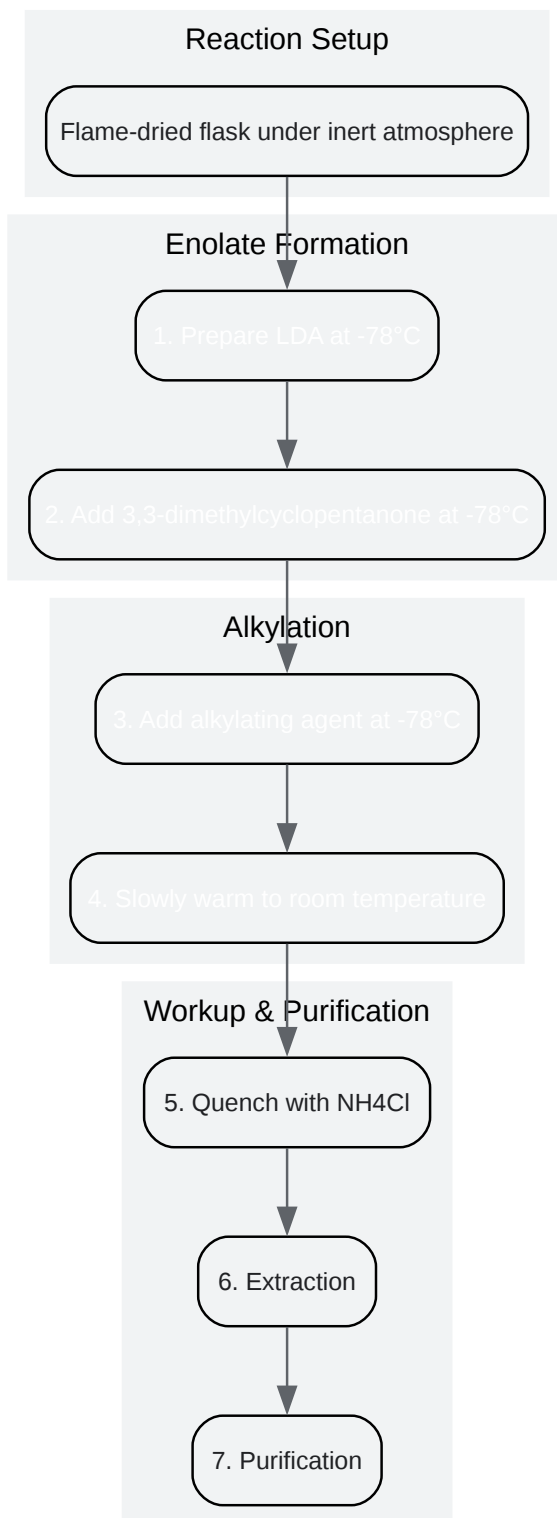 Reaction Setup
Flame-dried flask under inert atmosphere
Enolate Formation
1. Prepare LDA at -78°C
2. Add 3,3-dimethylcyclopentanone at -78°C
Alkylation
3. Add alkylating agent at -78°C
4. Slowly warm to room temperature
Workup & Purification
5. Quench with NH4Cl
6. Extraction
7. Purification